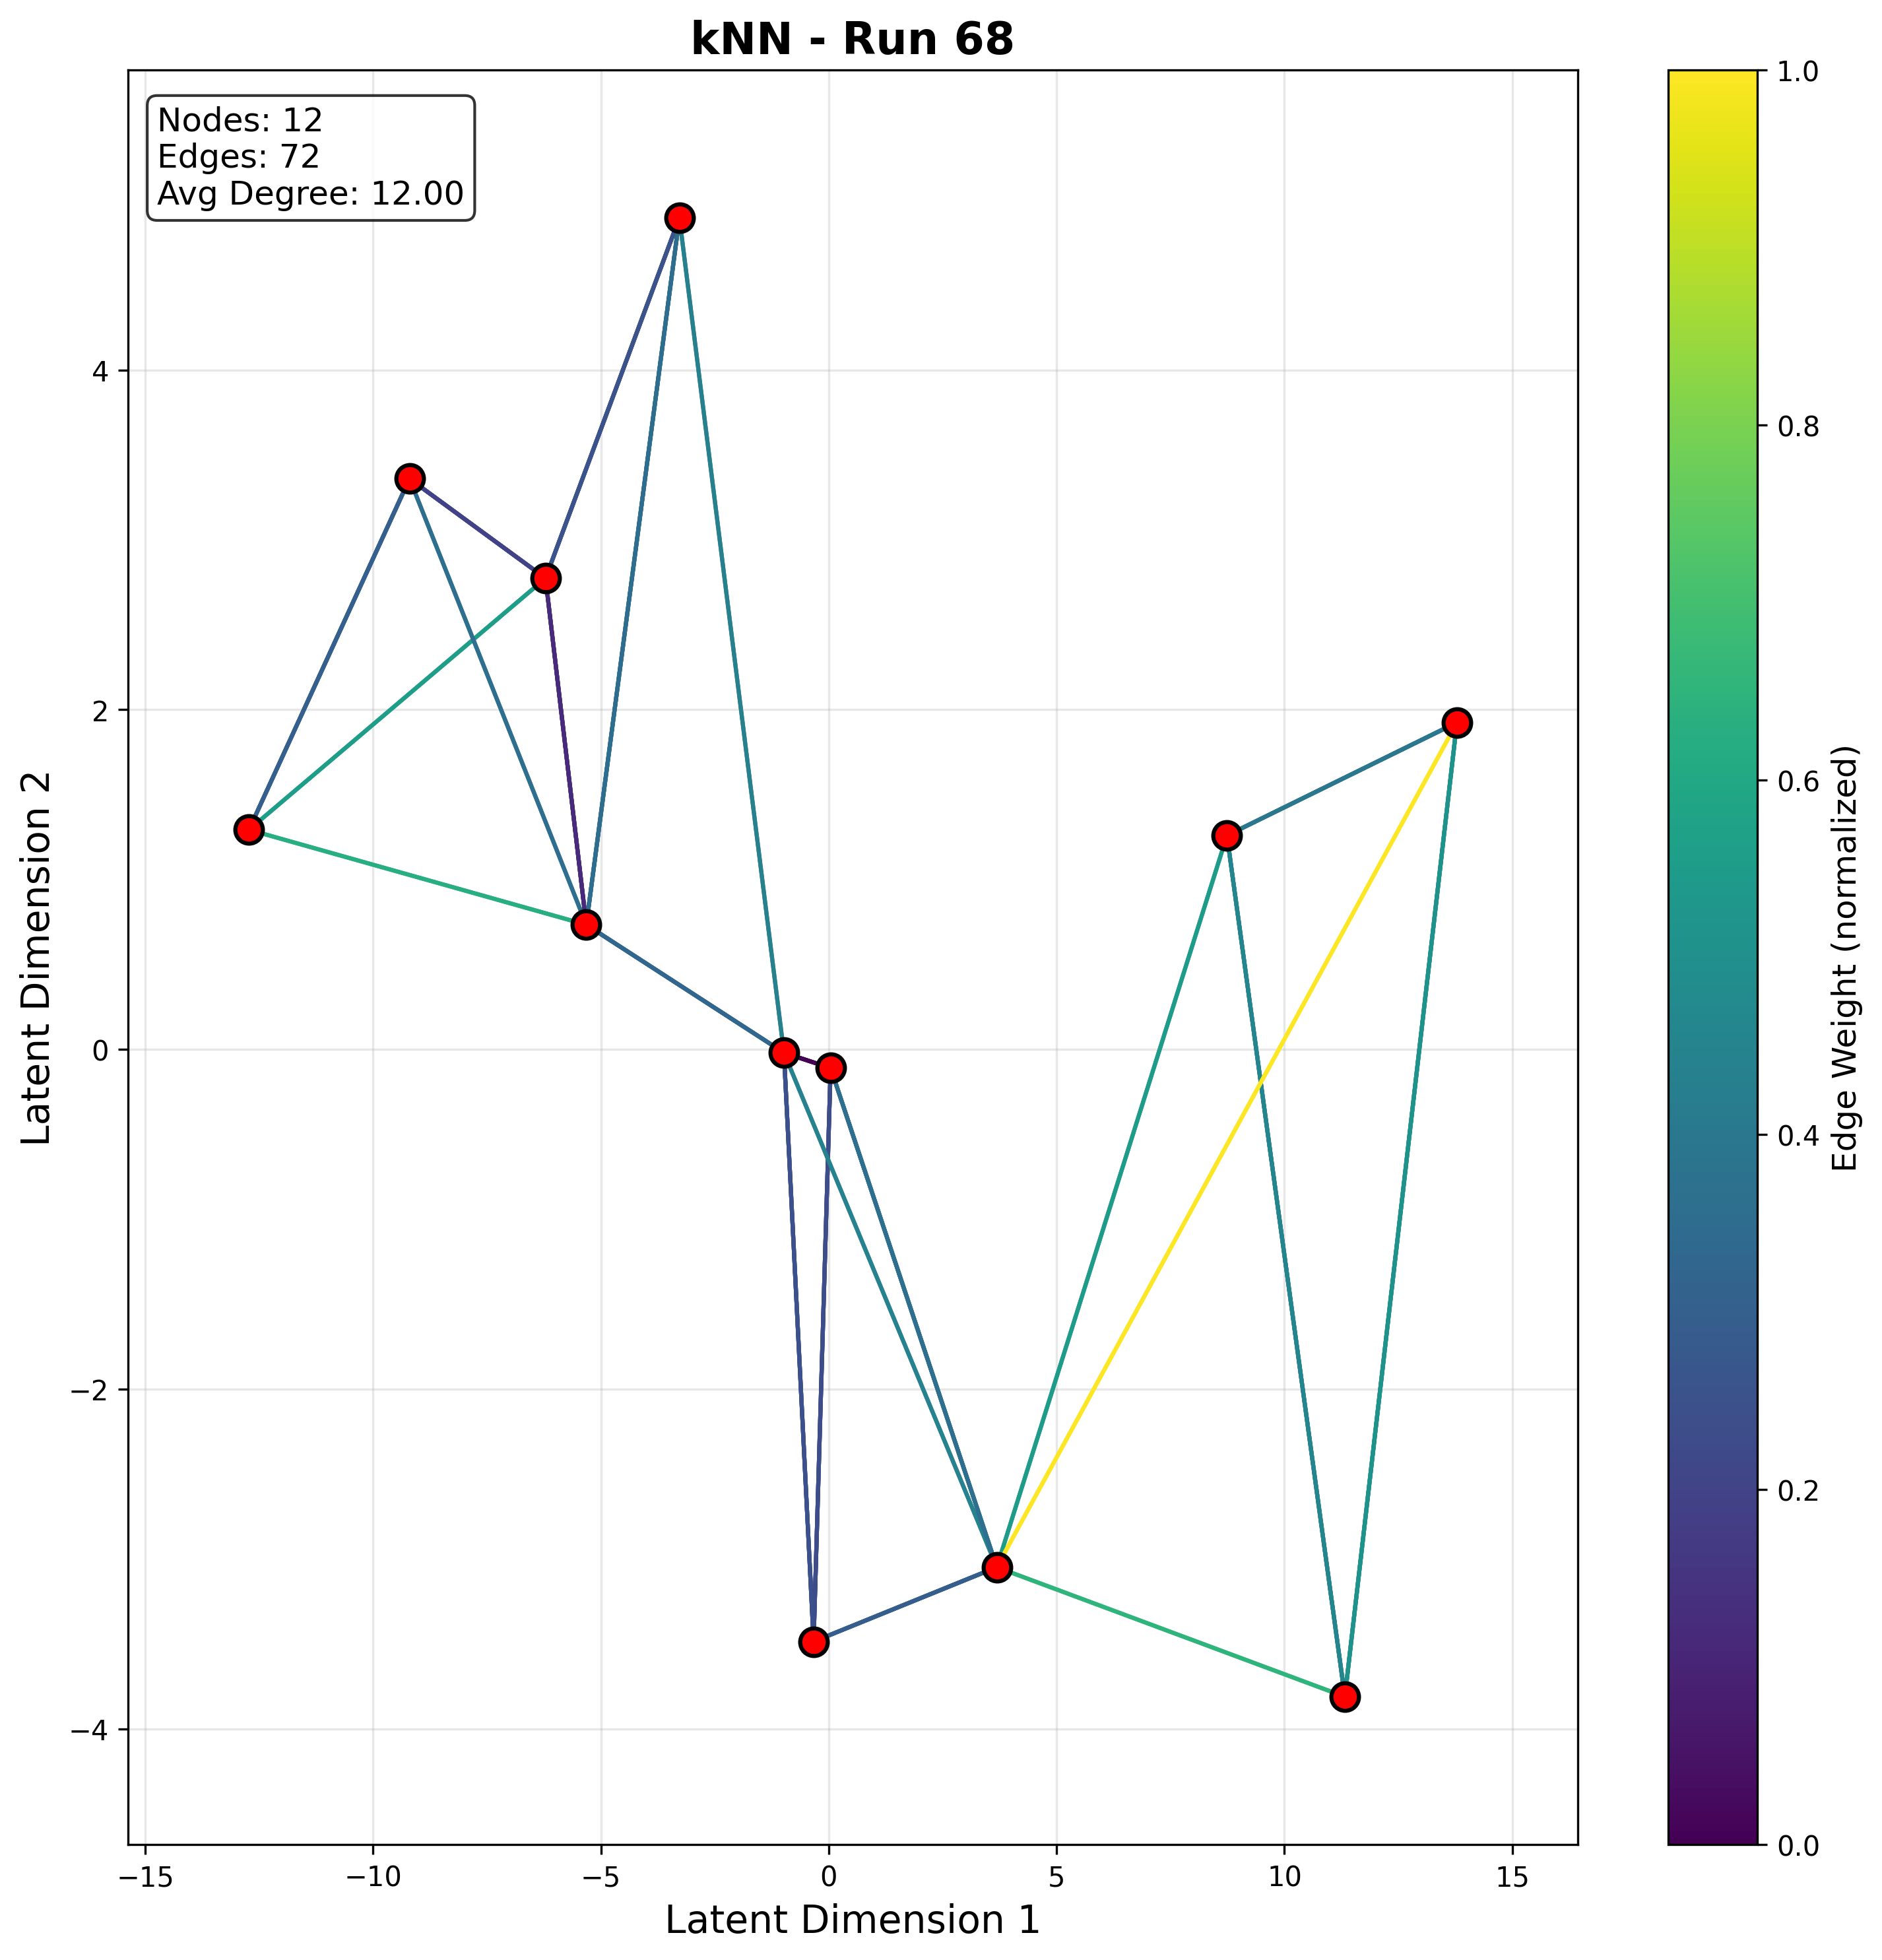 kNN - Run 68
Nodes: 12
Edges: 72
Avg Degree: 12.00
4
2
0
−2
−4
Latent Dimension 2
−15
−10
−5
0
5
10
15
Latent Dimension 1
1.0
0.8
0.6
0.4
0.2
0.0
Edge Weight (normalized)